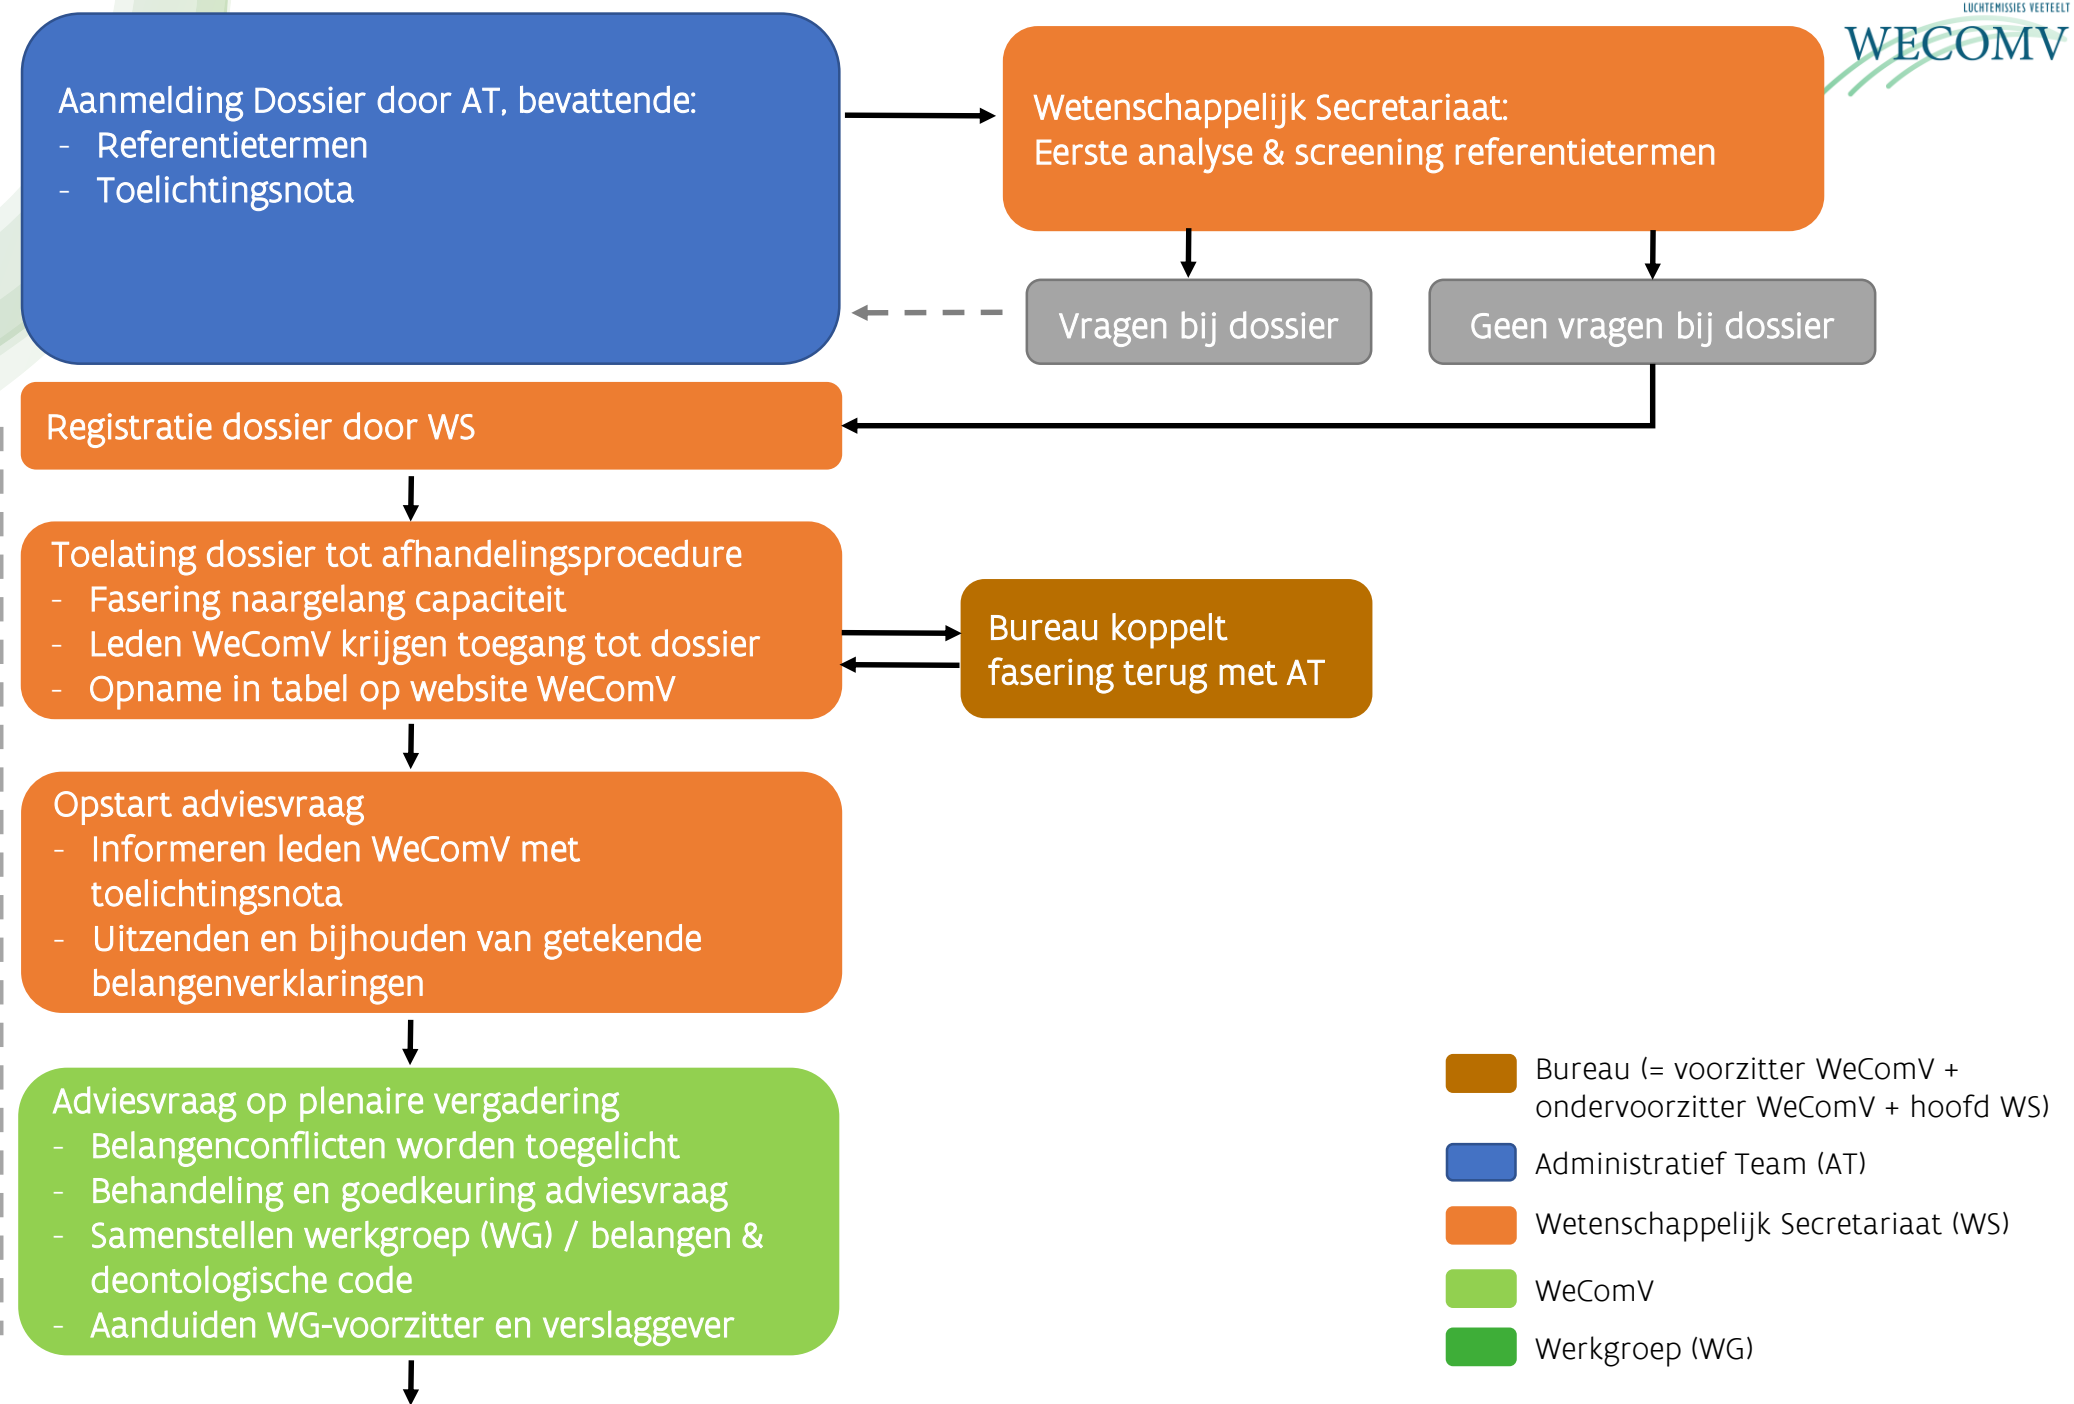 LUCHTEMISSIES VEETEELT
WECOMV
Aanmelding Dossier door AT, bevattende:
- Referentietermen
- Toelichtingsnota
Wetenschappelijk Secretariaat:
Eerste analyse & screening referentietermen
Vragen bij dossier
Geen vragen bij dossier
Registratie dossier door WS
Toelating dossier tot afhandelingsprocedure
- Fasering naargelang capaciteit
- Leden WeComV krijgen toegang tot dossier
- Opname in tabel op website WeComV
Bureau koppelt
fasering terug met AT
Opstart adviesvraag
- Informeren leden WeComV met
toelichtingsnota
- Uitzenden en bijhouden van getekende
belangenverklaringen
Adviesvraag op plenaire vergadering
- Belangenconflicten worden toegelicht
- Behandeling en goedkeuring adviesvraag
- Samenstellen werkgroep (WG) / belangen &
deontologische code
- Aanduiden WG-voorzitter en verslaggever
Bureau (= voorzitter WeComV +
ondervoorzitter WeComV + hoofd WS)
Administratief Team (AT)
Wetenschappelijk Secretariaat (WS)
WeComV
Werkgroep (WG)